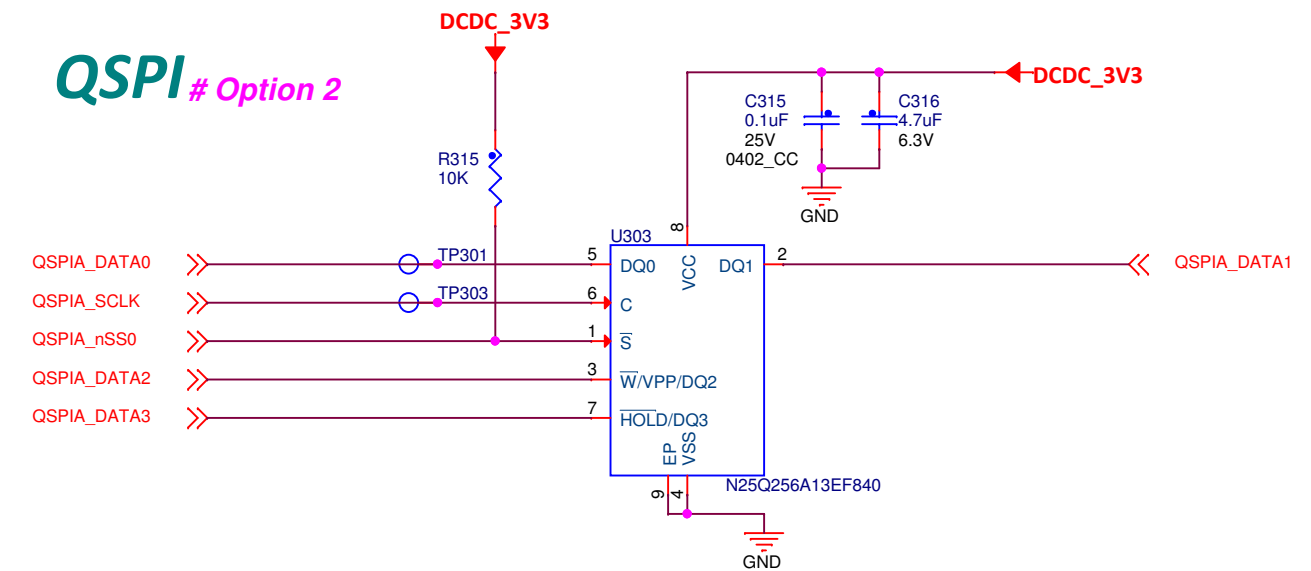 DCDC_3V3
QSPI # Option 2
DCDC_3V3
C315
0.1uF
25V
0402_CC
C316
4.7uF
6.3V
R315
10K
GND
8
U303
QSPIA_DATA0
TP301
5
DQ0
VCC
DQ1
2
QSPIA_DATA1
QSPIA_SCLK
TP303
6
C
QSPIA_nSS0
1
S
QSPIA_DATA2
3
W/VPP/DQ2
QSPIA_DATA3
7
HOLD/DQ3
EP
VSS
N25Q256A13EF840
9
4
GND